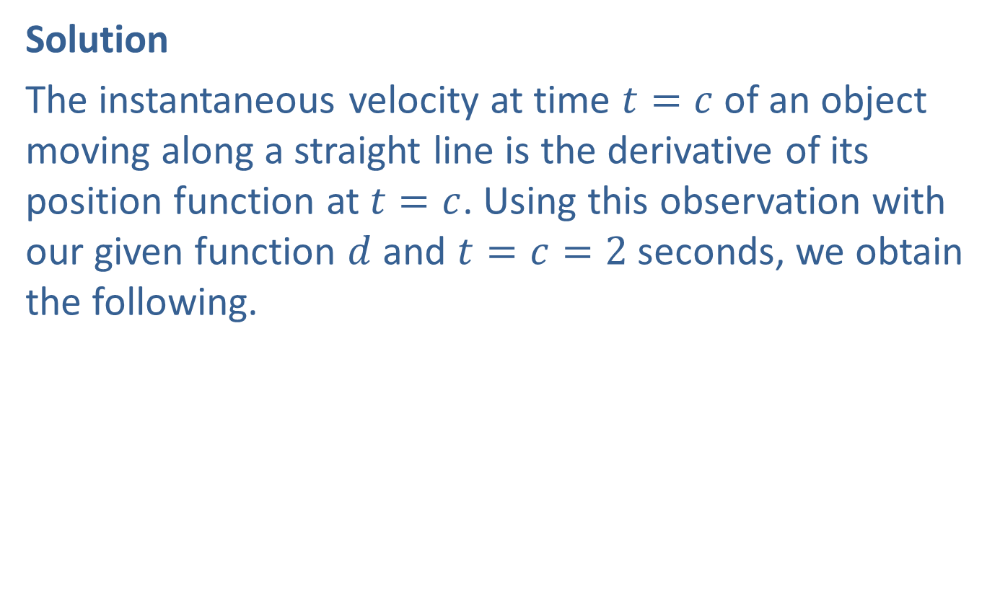 Solution
The instantaneous velocity at time t = c of an object
moving along a straight line is the derivative of its
position function at t = c. Using this observation with
our given function d and t = c = 2 seconds, we obtain
the following.